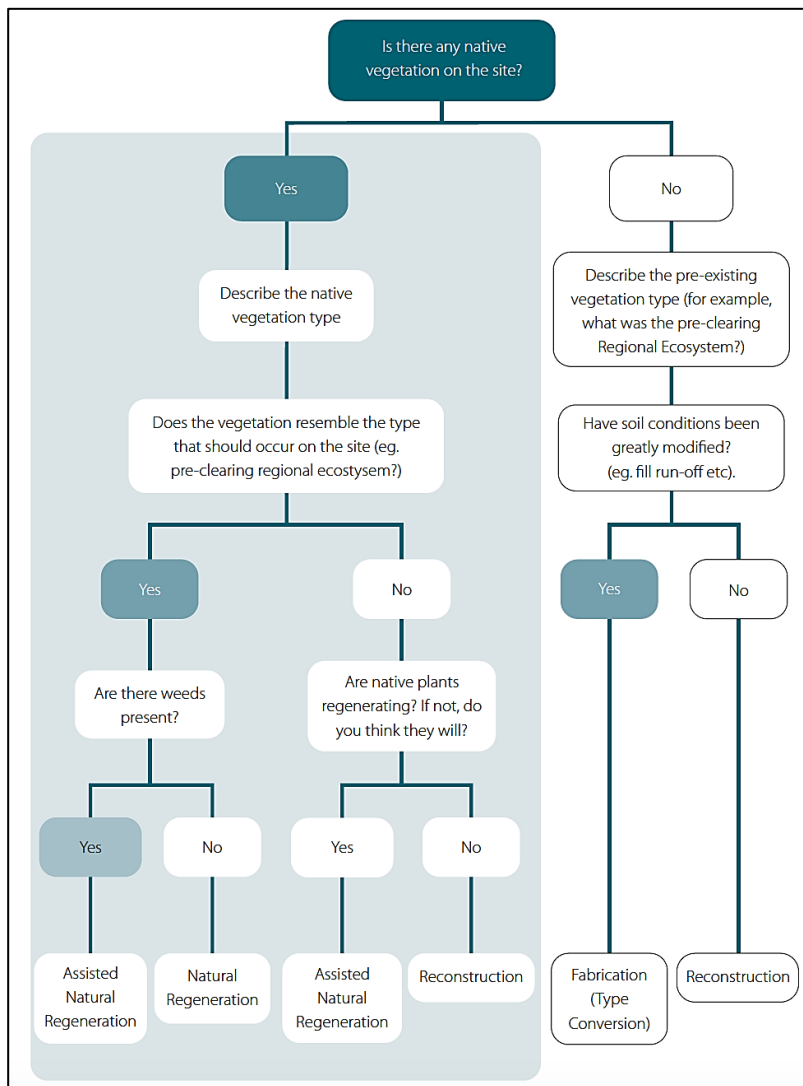 Is there any native
vegetation on the site?
Yes
No
Describe the native
vegetation type
Describe the pre-existing
vegetation type (for example,
what was the pre-clearing
Regional Ecosystem?)
Does the vegetation resemble the type
that should occur on the site (eg.
pre-clearing regional ecostysem?)
Have soil conditions been
greatly modified?
(eg. fill run-off etc).
Yes
No
Yes
No
Are there weeds
present?
Are native plants
regenerating? If not, do
you think they will?
Yes
No
Yes
No
Assisted
Natural
Regeneration
Natural
Regeneration
Assisted
Natural
Regeneration
Reconstruction
Fabrication
(Type
Conversion)
Reconstruction